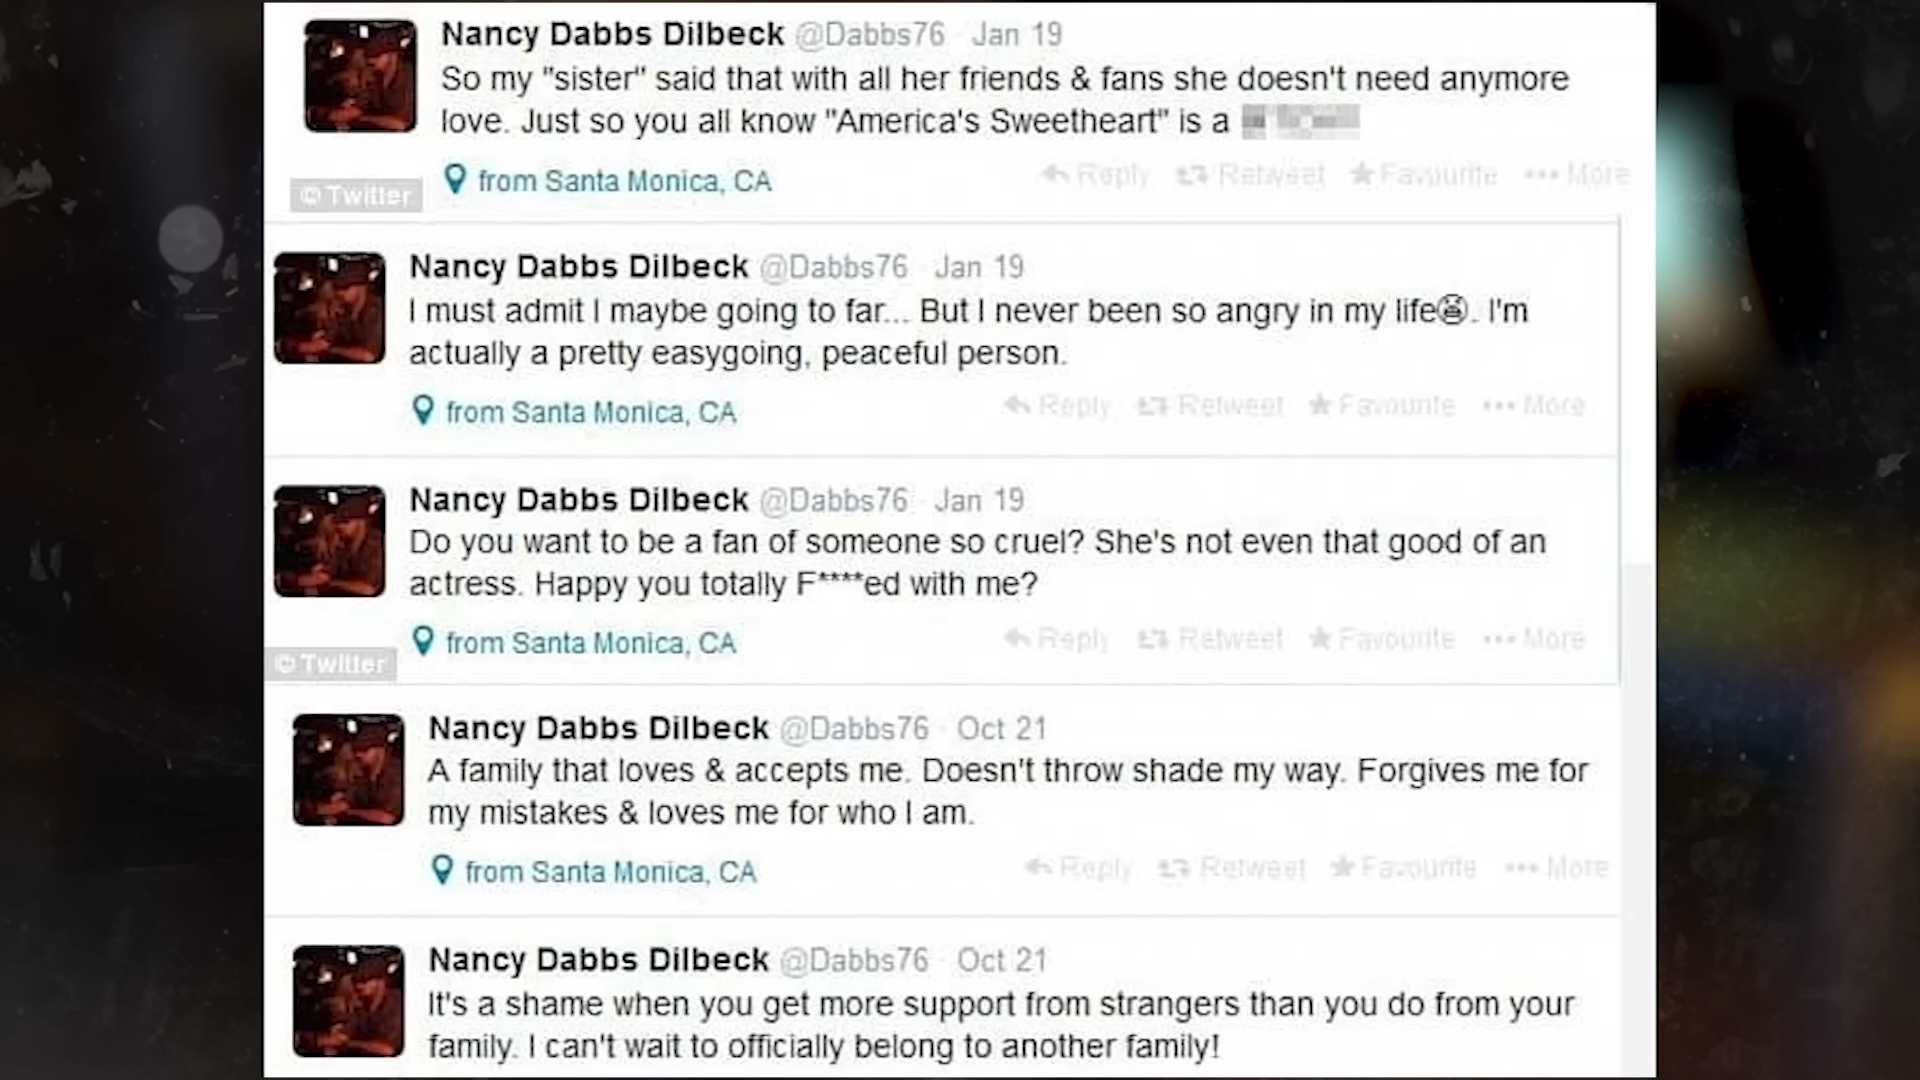 Nancy Dabbs Dilbeck @Dabbs76 · Jan 19
So my "sister" said that with all her friends & fans she doesn't need anymore
love. Just so you all know "America's Sweetheart" is a
from Santa Monica, CA
Reply Retweet Favourite More
© Twitter
Nancy Dabbs Dilbeck @Dabbs76 · Jan 19
I must admit I maybe going to far... But I never been so angry in my life😫. I'm
actually a pretty easygoing, peaceful person.
from Santa Monica, CA
Reply Retweet Favourite More
Nancy Dabbs Dilbeck @Dabbs76 · Jan 19
Do you want to be a fan of someone so cruel? She's not even that good of an
actress. Happy you totally F****ed with me?
from Santa Monica, CA
Reply Retweet Favourite More
© Twitter
Nancy Dabbs Dilbeck @Dabbs76 · Oct 21
A family that loves & accepts me. Doesn't throw shade my way. Forgives me for
my mistakes & loves me for who I am.
from Santa Monica, CA
Reply Retweet Favourite More
Nancy Dabbs Dilbeck @Dabbs76 · Oct 21
It's a shame when you get more support from strangers than you do from your
family. I can't wait to officially belong to another family!